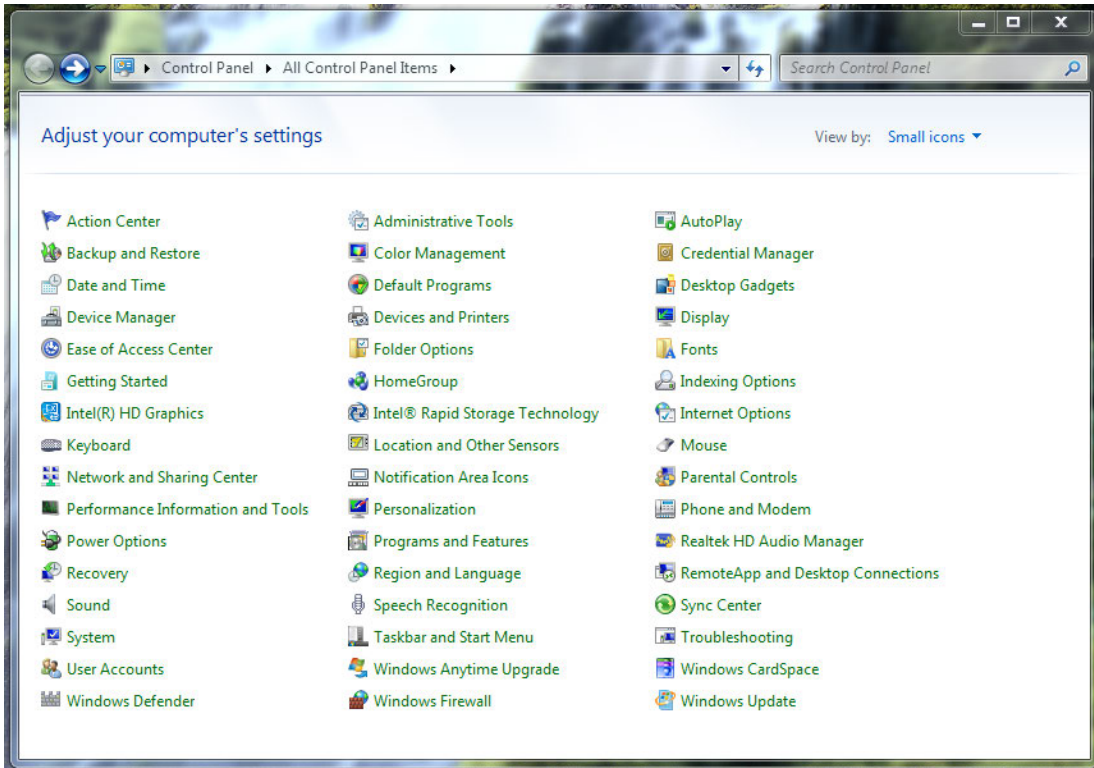 Control Panel All Control Panel Items
Search Control Panel
Adjust your computer's settings
View by: Small icons
Action Center Administrative Tools AutoPlay
Backup and Restore Color Management Credential Manager
Date and Time Default Programs Desktop Gadgets
Device Manager Devices and Printers Display
Ease of Access Center Folder Options Fonts
Getting Started HomeGroup Indexing Options
Intel(R) HD Graphics Intel® Rapid Storage Technology Internet Options
Keyboard Location and Other Sensors Mouse
Network and Sharing Center Notification Area Icons Parental Controls
Performance Information and Tools Personalization Phone and Modem
Power Options Programs and Features Realtek HD Audio Manager
Recovery Region and Language RemoteApp and Desktop Connections
Sound Speech Recognition Sync Center
System Taskbar and Start Menu Troubleshooting
User Accounts Windows Anytime Upgrade Windows CardSpace
Windows Defender Windows Firewall Windows Update